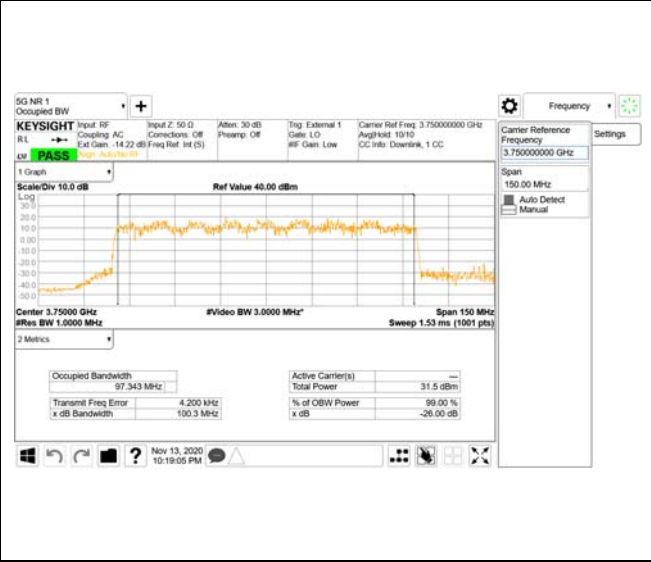 5G NR 1
Occupied BW
Frequency
KEYSIGHT
R L
PASS
Input: RF
Coupling: AC
Ext Gain: -14.22 dB
Align: Auto/No RF
Input Z: 50 Ω
Corrections: Off
Freq Ref: Int (S)
Atten: 30 dB
Preamp: Off
Trig: External 1
Gate: LO
#IF Gain: Low
Carrier Ref Freq: 3.750000000 GHz
Avg|Hold: 10/10
CC Info: Downlink, 1 CC
Carrier Reference
Frequency
3.750000000 GHz
Settings
Span
150.00 MHz
Auto Detect
Manual
1 Graph
Scale/Div 10.0 dB
Ref Value 40.00 dBm
Log
30.0
20.0
10.0
0.00
-10.0
-20.0
-30.0
-40.0
-50.0
Center 3.75000 GHz
#Video BW 3.0000 MHz*
Span 150 MHz
#Res BW 1.0000 MHz
Sweep 1.53 ms (1001 pts)
2 Metrics
Occupied Bandwidth
97.343 MHz
Transmit Freq Error 4.200 kHz
x dB Bandwidth 100.3 MHz
Active Carrier(s) —
Total Power 31.5 dBm
% of OBW Power 99.00 %
x dB -26.00 dB
Nov 13, 2020
10:19:05 PM